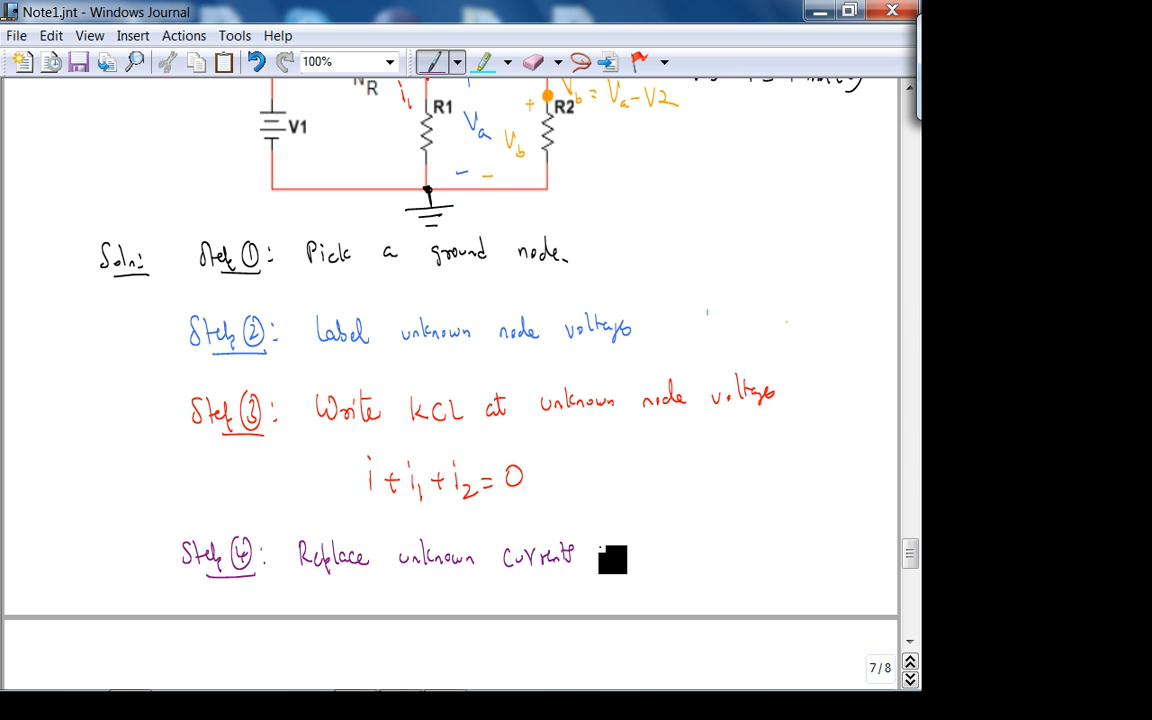 Note1.jnt - Windows Journal
File Edit View Insert Actions Tools Help
100%
NR
i1
R1
+
R2
Vb = Va - V2
V1
Va
Vb
Soln: Step ①: Pick a ground node.
Step ②: Label unknown node voltages
Step ③: Write KCL at unknown node voltages
i + i1 + i2 = 0
Step ④: Replace unknown currents
7 / 8